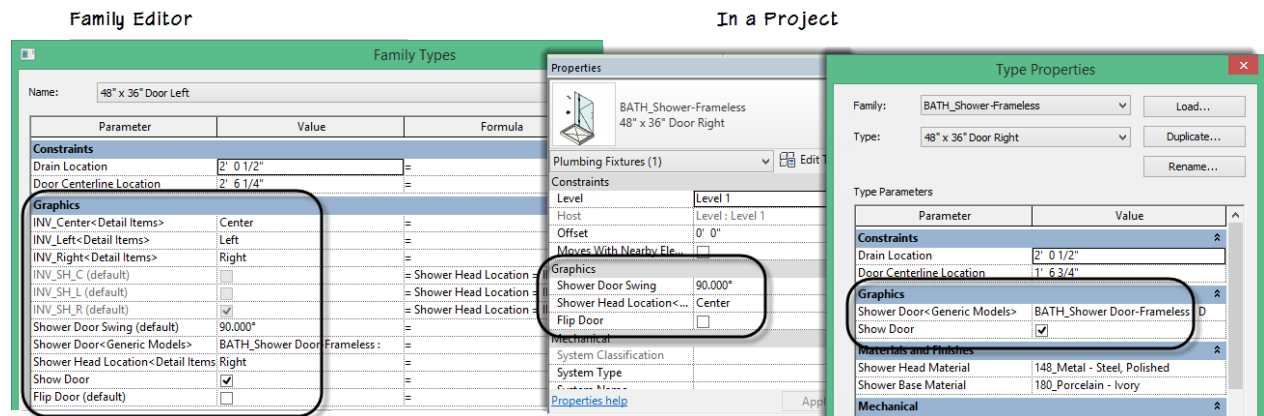 Family Editor
In a Project
Family Types
Name: 48" x 36" Door Left
Parameter Value Formula
Constraints
Drain Location 2' 0 1/2" =
Door Centerline Location 2' 6 1/4" =
Graphics
INV_Center<Detail Items> Center =
INV_Left<Detail Items> Left =
INV_Right<Detail Items> Right =
INV_SH_C (default) = Shower Head Location =
INV_SH_L (default) = Shower Head Location =
INV_SH_R (default) = Shower Head Location =
Shower Door Swing (default) 90.000° =
Shower Door<Generic Models> BATH_Shower Door-Frameless : =
Shower Head Location<Detail Items Right =
Show Door =
Flip Door (default) =
Properties
BATH_Shower-Frameless
48" x 36" Door Right
Plumbing Fixtures (1) Edit T
Constraints
Level Level 1
Host Level : Level 1
Offset 0' 0"
Moves With Nearby Ele...
Graphics
Shower Door Swing 90.000°
Shower Head Location<... Center
Flip Door
Mechanical
System Classification
System Type
System Name
Properties help Appl
Type Properties
Family: BATH_Shower-Frameless Load...
Type: 48" x 36" Door Right Duplicate...
Rename...
Type Parameters
Parameter Value
Constraints
Drain Location 2' 0 1/2"
Door Centerline Location 1' 6 3/4"
Graphics
Shower Door<Generic Models> BATH_Shower Door-Frameless D
Show Door
Materials and Finishes
Shower Head Material 148_Metal - Steel, Polished
Shower Base Material 180_Porcelain - Ivory
Mechanical